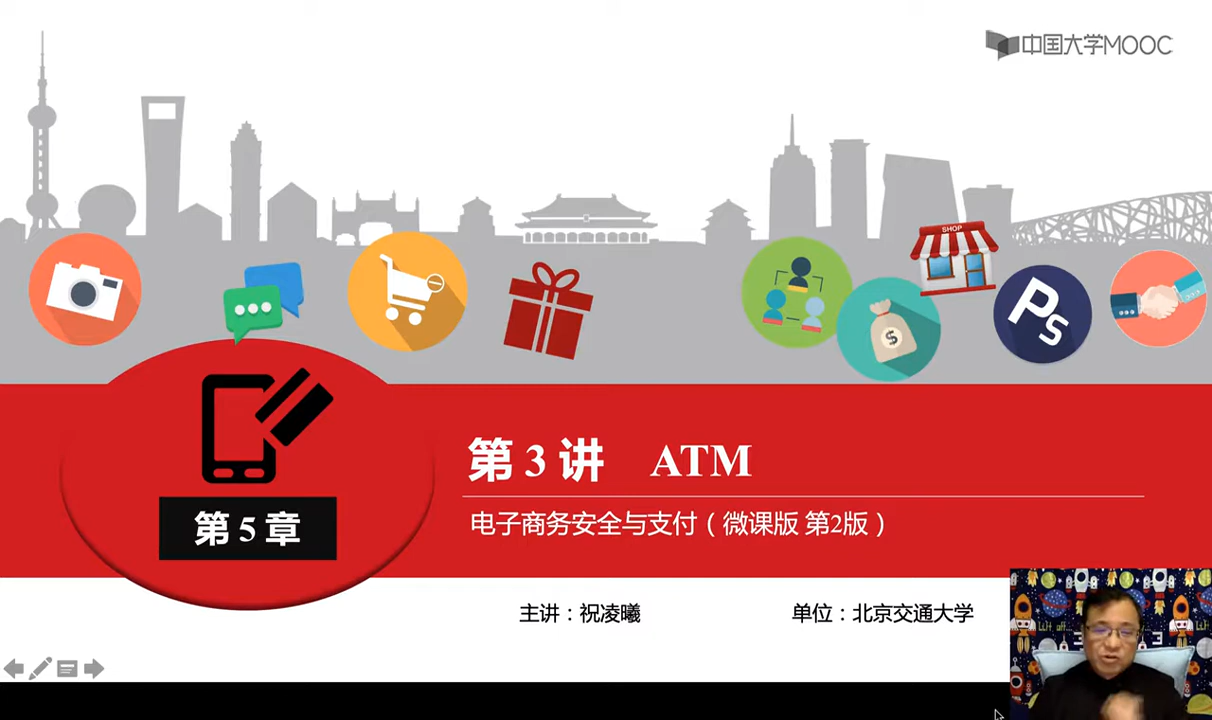 中国大学MOOC
SHOP
$
Ps
第 3 讲 ATM
第 5 章
电子商务安全与支付（微课版 第2版）
主讲：祝凌曦
单位：北京交通大学